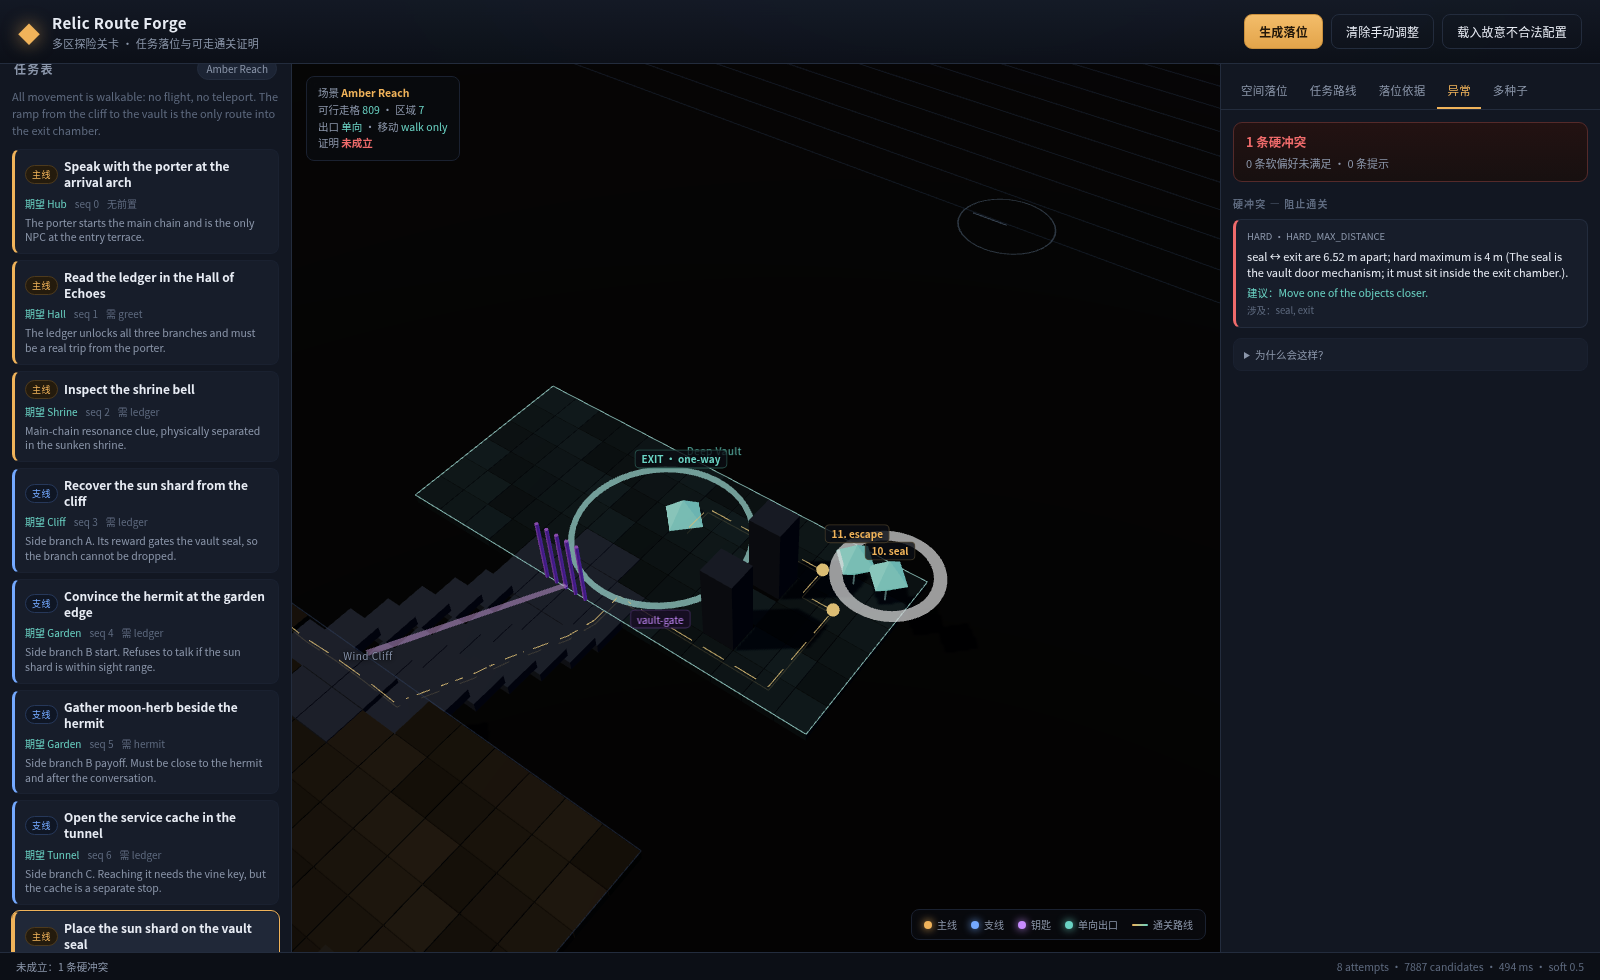 Relic Route Forge
多区探险关卡 · 任务落位与可走通关证明
生成落位
清除手动调整
载入故意不合法配置
任务表
Amber Reach
All movement is walkable: no flight, no teleport. The
ramp from the cliff to the vault is the only route into
the exit chamber.
主线
Speak with the porter at the
arrival arch
期望 Hub seq 0 无前置
The porter starts the main chain and is the only
NPC at the entry terrace.
主线
Read the ledger in the Hall of
Echoes
期望 Hall seq 1 需 greet
The ledger unlocks all three branches and must
be a real trip from the porter.
主线
Inspect the shrine bell
期望 Shrine seq 2 需 ledger
Main-chain resonance clue, physically separated
in the sunken shrine.
支线
Recover the sun shard from the
cliff
期望 Cliff seq 3 需 ledger
Side branch A. Its reward gates the vault seal, so
the branch cannot be dropped.
支线
Convince the hermit at the garden
edge
期望 Garden seq 4 需 ledger
Side branch B start. Refuses to talk if the sun
shard is within sight range.
支线
Gather moon-herb beside the
hermit
期望 Garden seq 5 需 hermit
Side branch B payoff. Must be close to the hermit
and after the conversation.
支线
Open the service cache in the
tunnel
期望 Tunnel seq 6 需 ledger
Side branch C. Reaching it needs the vine key, but
the cache is a separate stop.
主线
Place the sun shard on the vault
seal
场景 Amber Reach
可行走格 809 · 区域 7
出口 单向 · 移动 walk only
证明 未成立
Deep Vault
EXIT · one-way
11. escape
10. seal
vault-gate
Wind Cliff
主线
支线
钥匙
单向出口
通关路线
空间落位
任务路线
落位依据
异常
多种子
1 条硬冲突
0 条软偏好未满足 · 0 条提示
硬冲突 — 阻止通关
HARD · HARD_MAX_DISTANCE
seal ↔ exit are 6.52 m apart; hard maximum is 4 m (The seal is
the vault door mechanism; it must sit inside the exit chamber.).
建议：Move one of the objects closer.
涉及：seal, exit
▶ 为什么会这样？
未成立：1 条硬冲突
8 attempts · 7887 candidates · 494 ms · soft 0.5